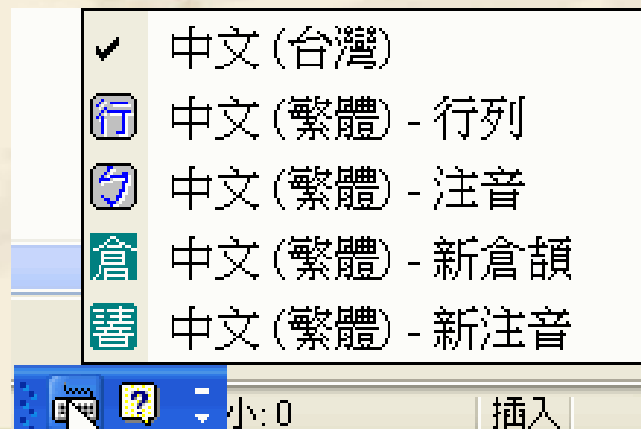 中文 (台灣)
行 中文 (繁體) - 行列
ㄅ 中文 (繁體) - 注音
倉 中文 (繁體) - 新倉頡
中文 (繁體) - 新注音
小: 0 插入